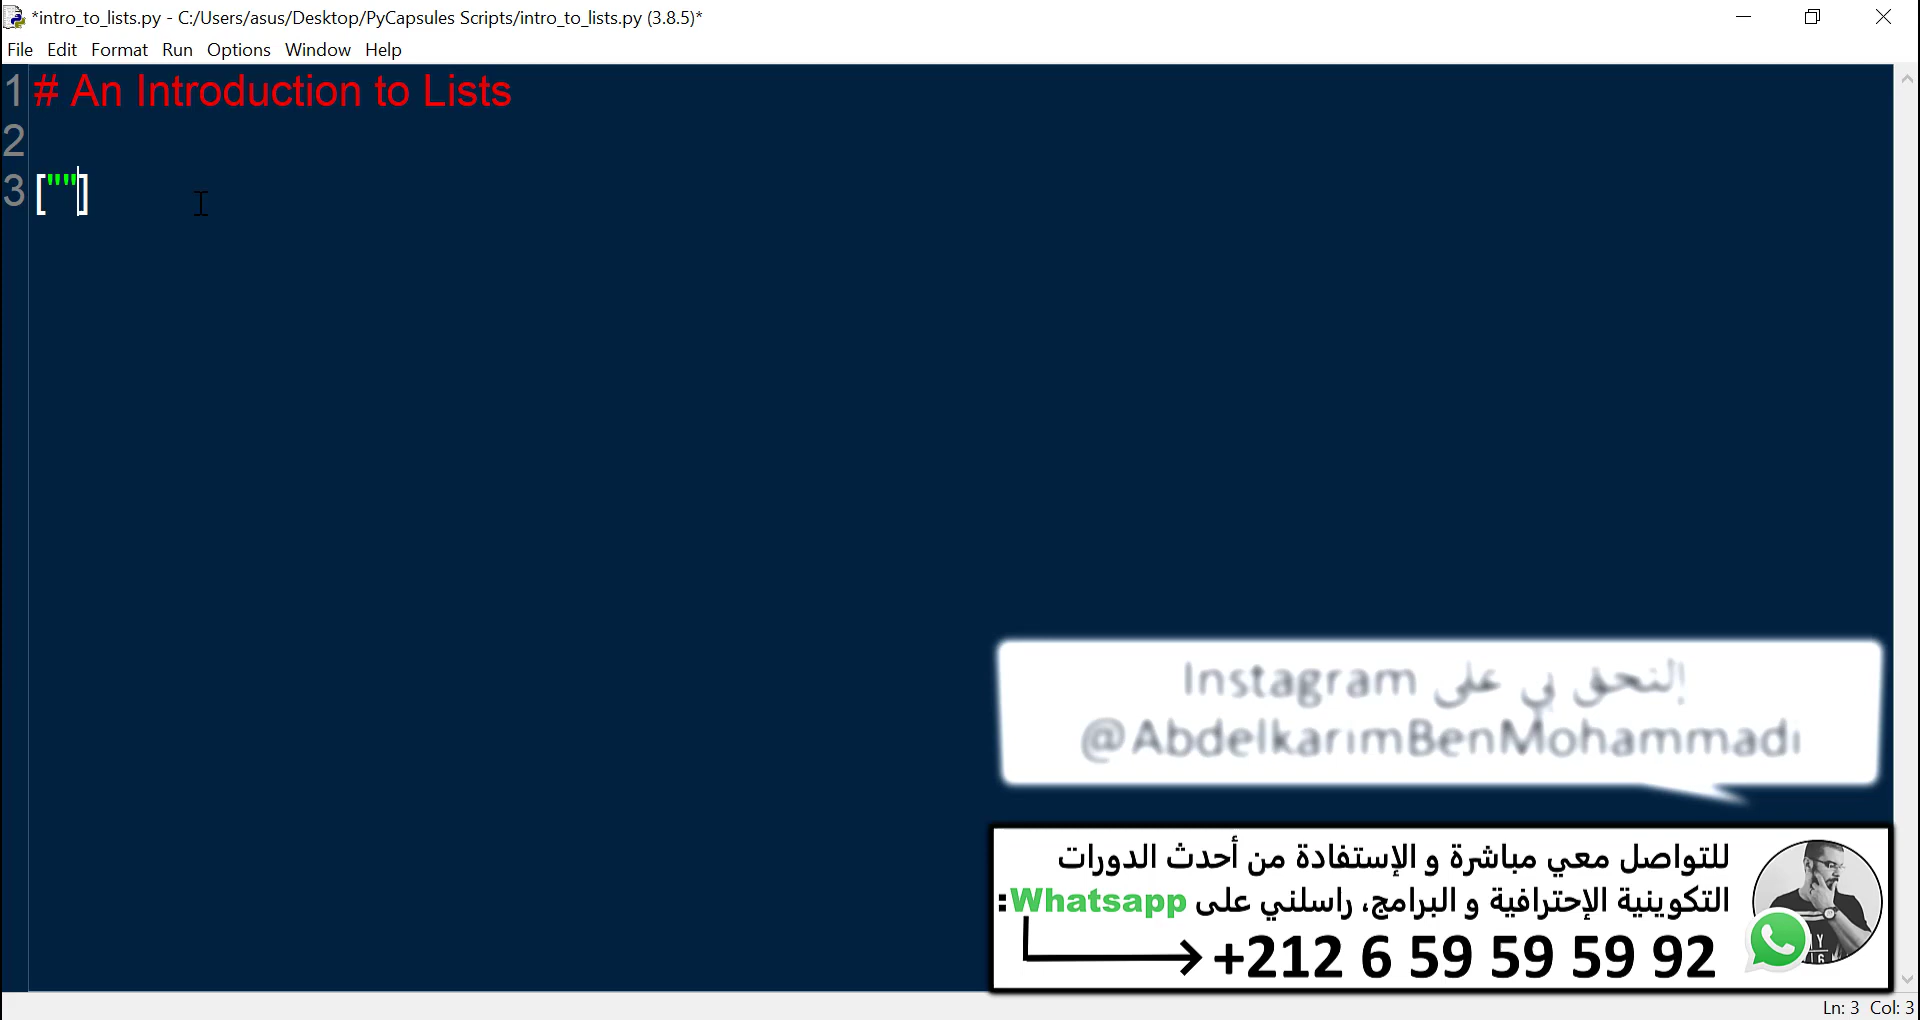 *intro_to_lists.py - C:/Users/asus/Desktop/PyCapsules Scripts/intro_to_lists.py (3.8.5)*
File Edit Format Run Options Window Help
1 # An Introduction to Lists
2
3 [""]
إلتحق بي على Instagram
@AbdelkarimBenMohammadi
للتواصل معي مباشرة و الإستفادة من أحدث الدورات
التكوينية الإحترافية و البرامج، راسلني على Whatsapp:
+212 6 59 59 59 92
Ln: 3 Col: 3